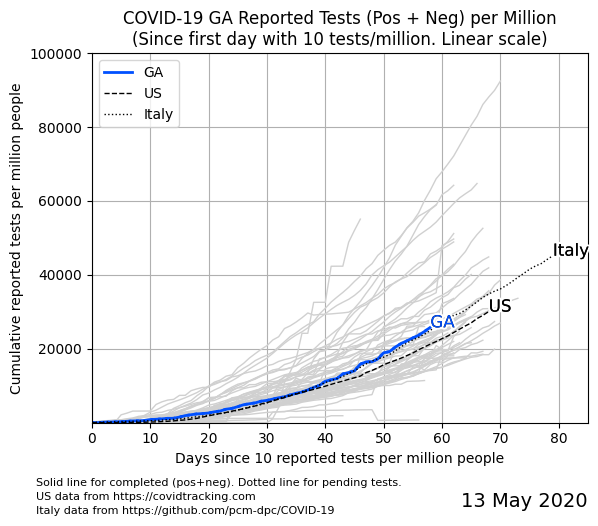 COVID-19 GA Reported Tests (Pos + Neg) per Million
(Since first day with 10 tests/million. Linear scale)
GA
US
Italy
Cumulative reported tests per million people
100000
80000
60000
40000
20000
Italy
US
GA
0 10 20 30 40 50 60 70 80
Days since 10 reported tests per million people
Solid line for completed (pos+neg). Dotted line for pending tests.
US data from https://covidtracking.com
Italy data from https://github.com/pcm-dpc/COVID-19
13 May 2020